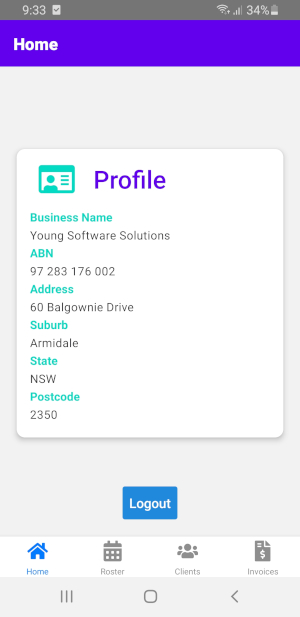 9:33 34%
Home
Profile
Business Name
Young Software Solutions
ABN
97 283 176 002
Address
60 Balgownie Drive
Suburb
Armidale
State
NSW
Postcode
2350
Logout
Home Roster Clients Invoices